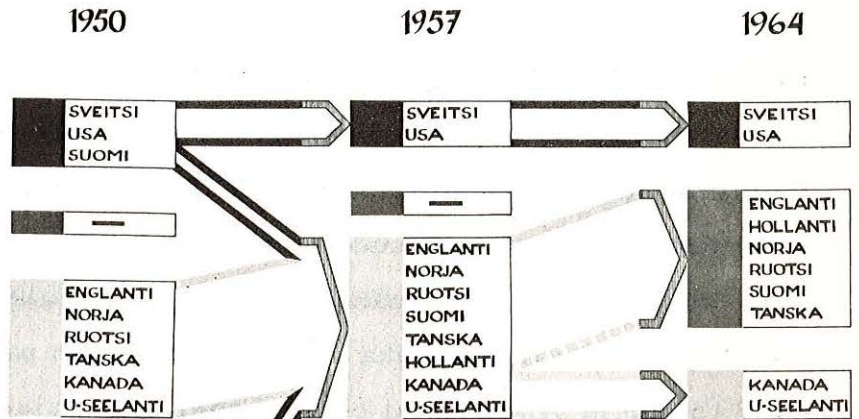 1950
1957
1964
SVEITSI
USA
SUOMI
ENGLANTI
NORJA
RUOTSI
TANSKA
KANADA
U-SEELANTI
SVEITSI
USA
ENGLANTI
NORJA
RUOTSI
SUOMI
TANSKA
HOLLANTI
KANADA
U-SEELANTI
SVEITSI
USA
ENGLANTI
HOLLANTI
NORJA
RUOTSI
SUOMI
TANSKA
KANADA
U-SEELANTI